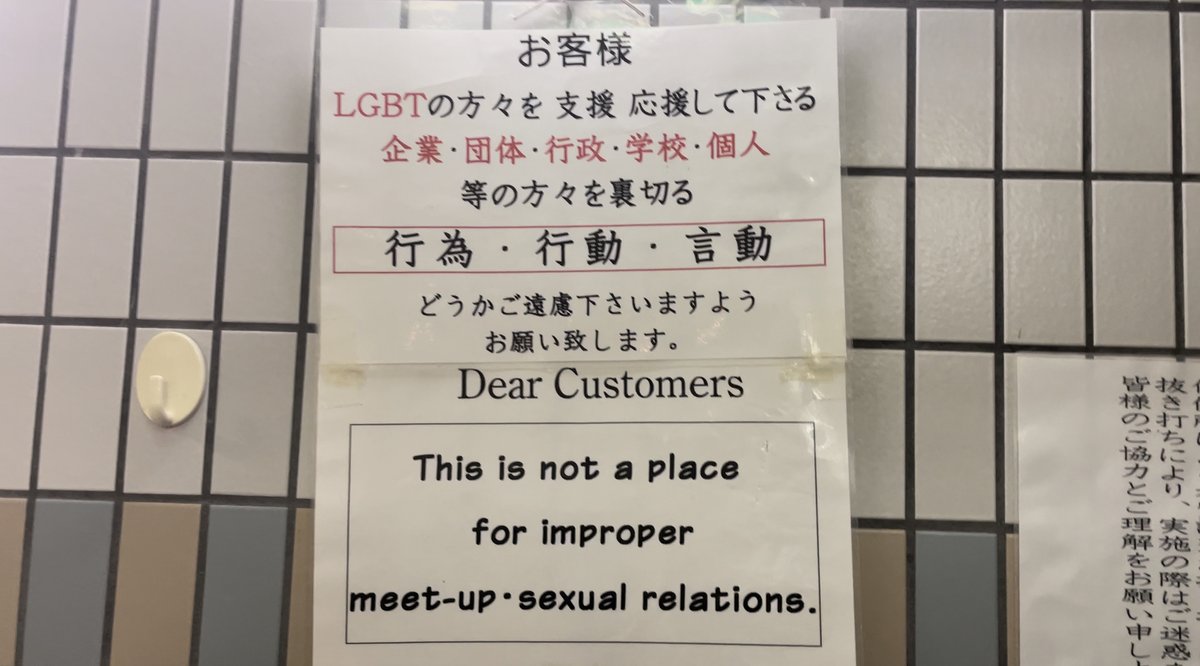 お客様
LGBTの方々を 支援 応援して下さる
企業・団体・行政・学校・個人
等の方々を裏切る
行為・行動・言動
どうかご遠慮下さいますよう
お願い致します。
Dear Customers
This is not a place
for improper
meet-up・sexual relations.
抜き打ちにより、実施の際はご迷惑
皆様のご協力とご理解をお願い申し